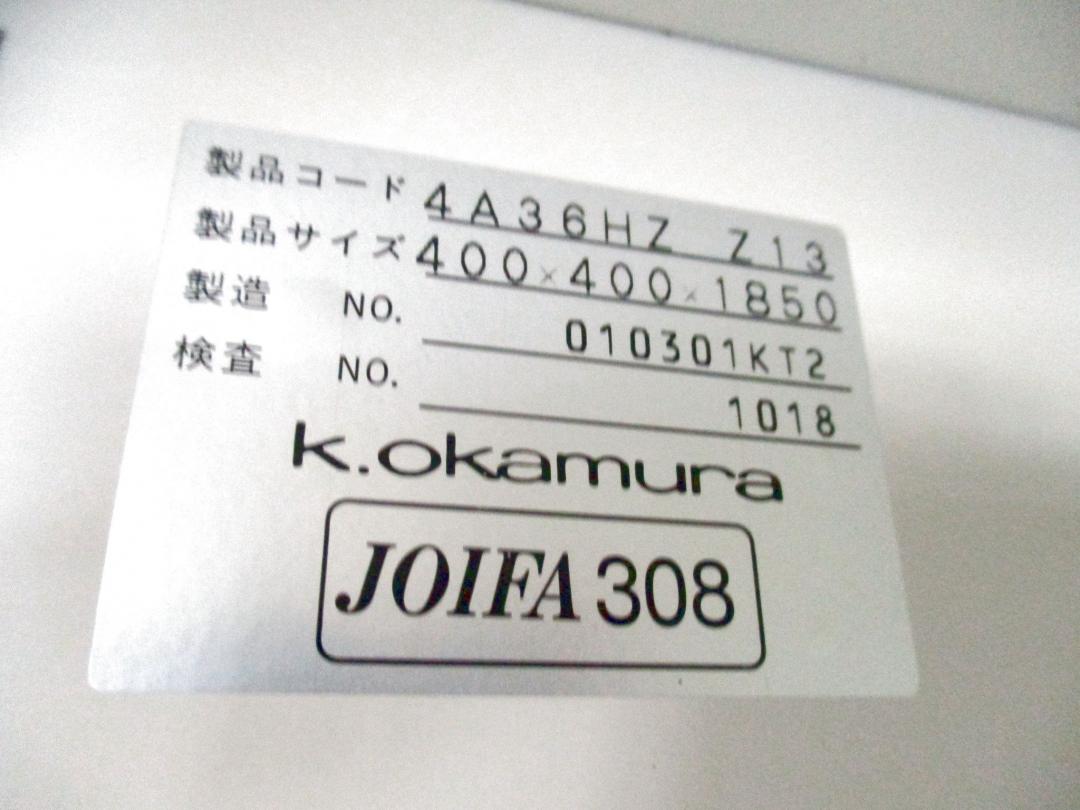 製品コード 4A36HZ Z13
製品サイズ 400×400×1850
製造 NO. 010301KT2
検査 NO. 1018
k.okamura
JOIFA 308